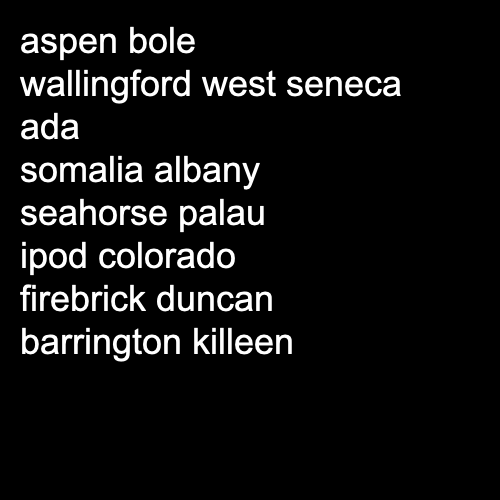 aspen bole
wallingford west seneca
ada
somalia albany
seahorse palau
ipod colorado
firebrick duncan
barrington killeen